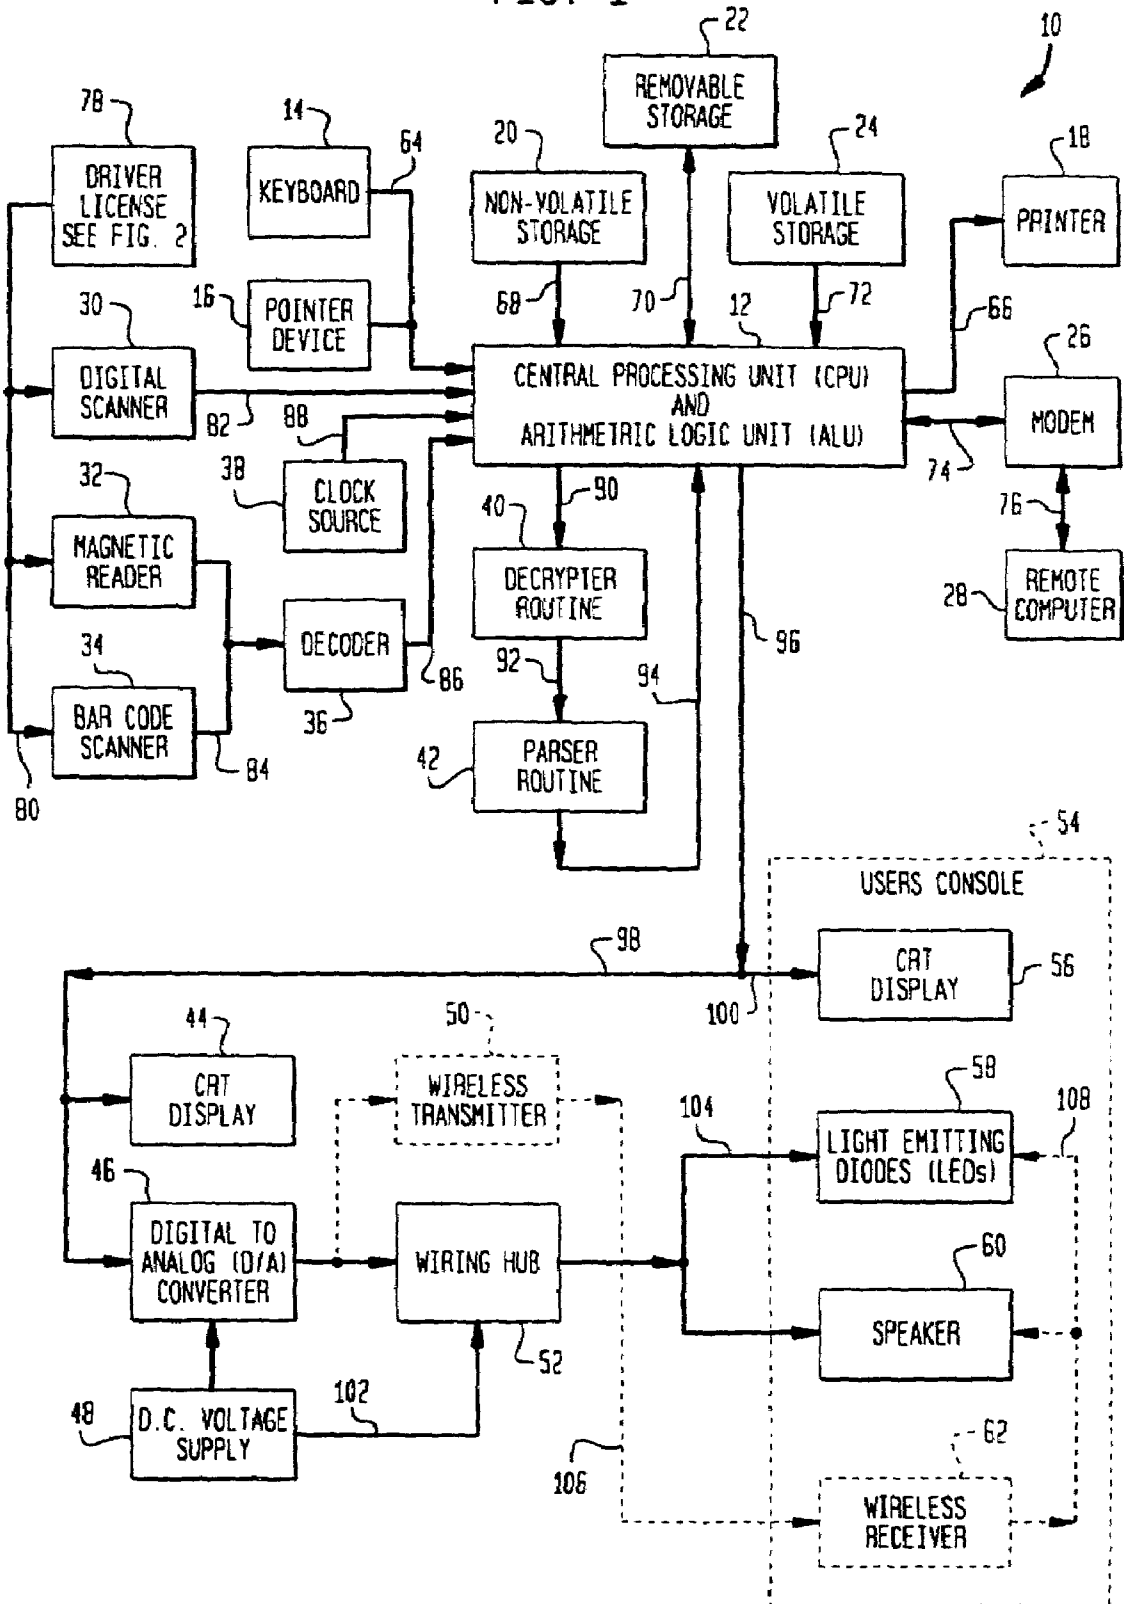 FIG. 1
10
22
REMOVABLE
STORAGE
78
DRIVER
LICENSE
SEE FIG. 2
14
KEYBOARD
64
20
NON-VOLATILE
STORAGE
24
VOLATILE
STORAGE
18
PRINTER
16
POINTER
DEVICE
68
70
72
12
66
30
DIGITAL
SCANNER
82
88
CENTRAL PROCESSING UNIT (CPU)
AND
ARITHMETRIC LOGIC UNIT (ALU)
26
MODEM
74
76
38
CLOCK
SOURCE
32
MAGNETIC
READER
90
40
DECRYPTER
ROUTINE
28
REMOTE
COMPUTER
34
BAR CODE
SCANNER
80
84
DECODER
36
86
92
94
96
42
PARSER
ROUTINE
54
USERS CONSOLE
98
100
CRT
DISPLAY
56
44
CRT
DISPLAY
50
WIRELESS
TRANSMITTER
104
58
LIGHT EMITTING
DIODES (LEDs)
108
46
DIGITAL TO
ANALOG (D/A)
CONVERTER
WIRING HUB
52
60
SPEAKER
48
D.C. VOLTAGE
SUPPLY
102
106
62
WIRELESS
RECEIVER